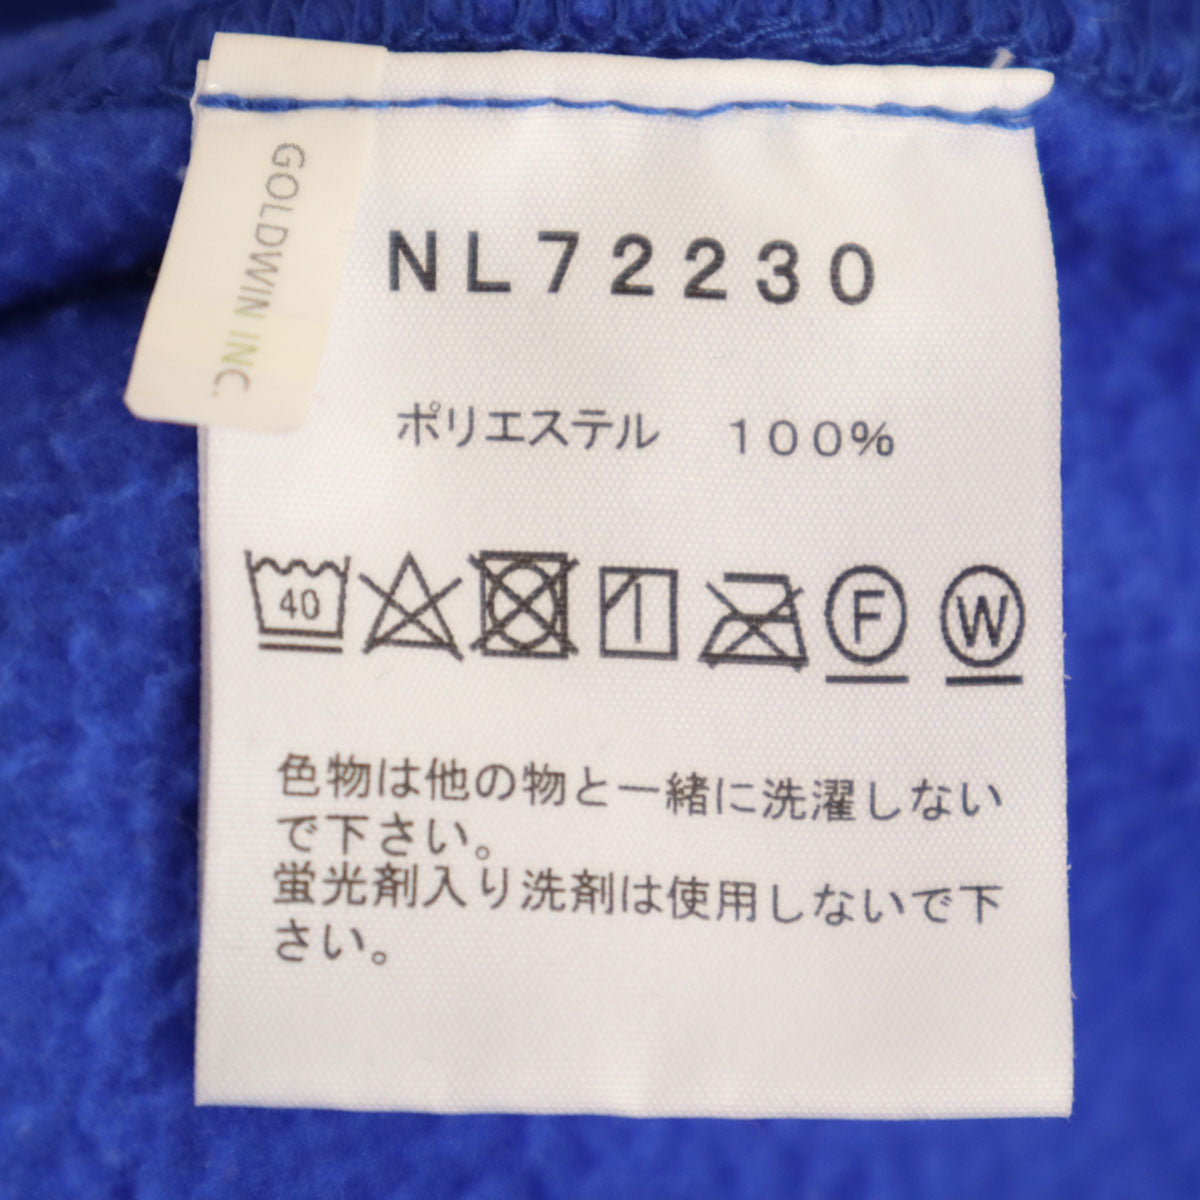 GOLDWIN INC.
NL72230
ポリエステル 100%
40
F
W
色物は他の物と一緒に洗濯しない
で下さい。
蛍光剤入り洗剤は使用しないで下
さい。